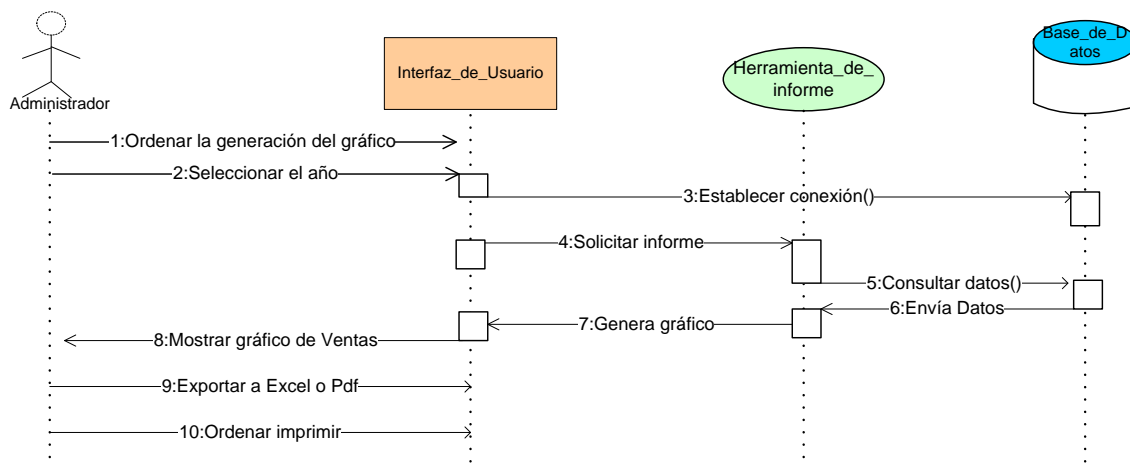 Administrador
Interfaz_de_Usuario
Herramienta_de_
informe
Base_de_D
atos
1:Ordenar la generación del gráfico
2:Seleccionar el año
3:Establecer conexión()
4:Solicitar informe
5:Consultar datos()
6:Envía Datos
7:Genera gráfico
8:Mostrar gráfico de Ventas
9:Exportar a Excel o Pdf
10:Ordenar imprimir